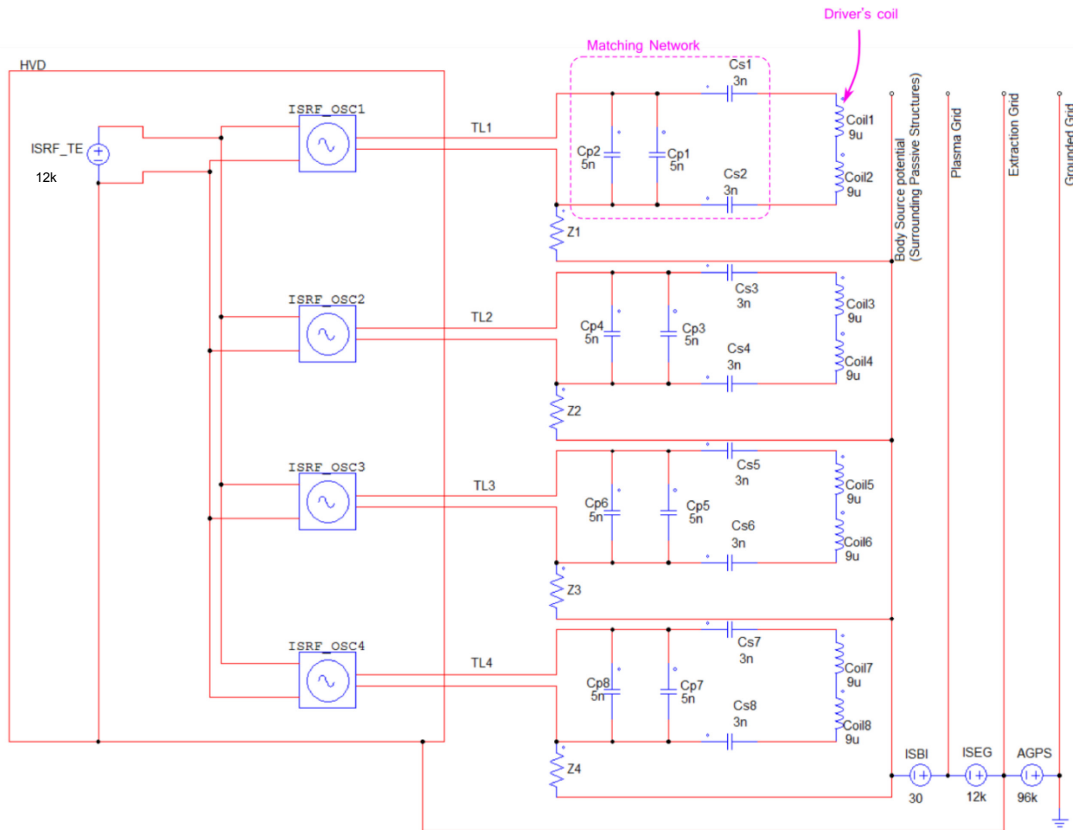 Driver's coil
HVD
Matching Network
ISRF_TE
12k
ISRF_OSC1
TL1
Cp2
5n
Cp1
5n
Cs1
3n
Cs2
3n
Coil1
9u
Coil2
9u
Z1
Body Source potential
(Surrouding Passive Structures)
Plasma Grid
Extraction Grid
Grounded Grid
ISRF_OSC2
TL2
Cp4
5n
Cp3
5n
Cs3
3n
Cs4
3n
Coil3
9u
Coil4
9u
Z2
ISRF_OSC3
TL3
Cp6
5n
Cp5
5n
Cs5
3n
Cs6
3n
Coil5
9u
Coil6
9u
Z3
ISRF_OSC4
TL4
Cp8
5n
Cp7
5n
Cs7
3n
Cs8
3n
Coil7
9u
Coil8
9u
Z4
ISBI
30
ISEG
12k
AGPS
96k